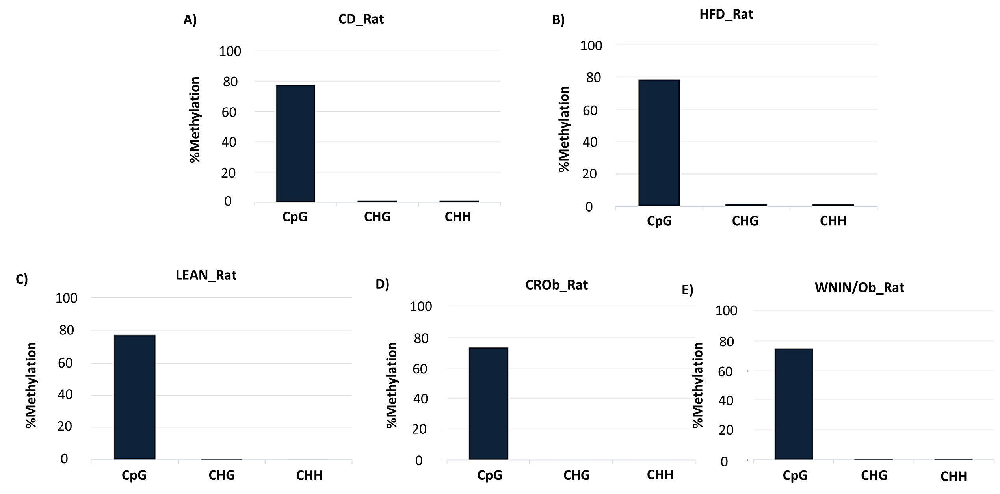 A)
CD_Rat
%Methylation
100
80
60
40
20
0
CpG CHG CHH
B)
HFD_Rat
%Methylation
100
80
60
40
20
0
CpG CHG CHH
C)
LEAN_Rat
%Methylation
100
80
60
40
20
0
CpG CHG CHH
D)
CROb_Rat
%Methylation
100
80
60
40
20
0
CpG CHG CHH
E)
WNIN/Ob_Rat
%Methylation
100
80
60
40
20
0
CpG CHG CHH